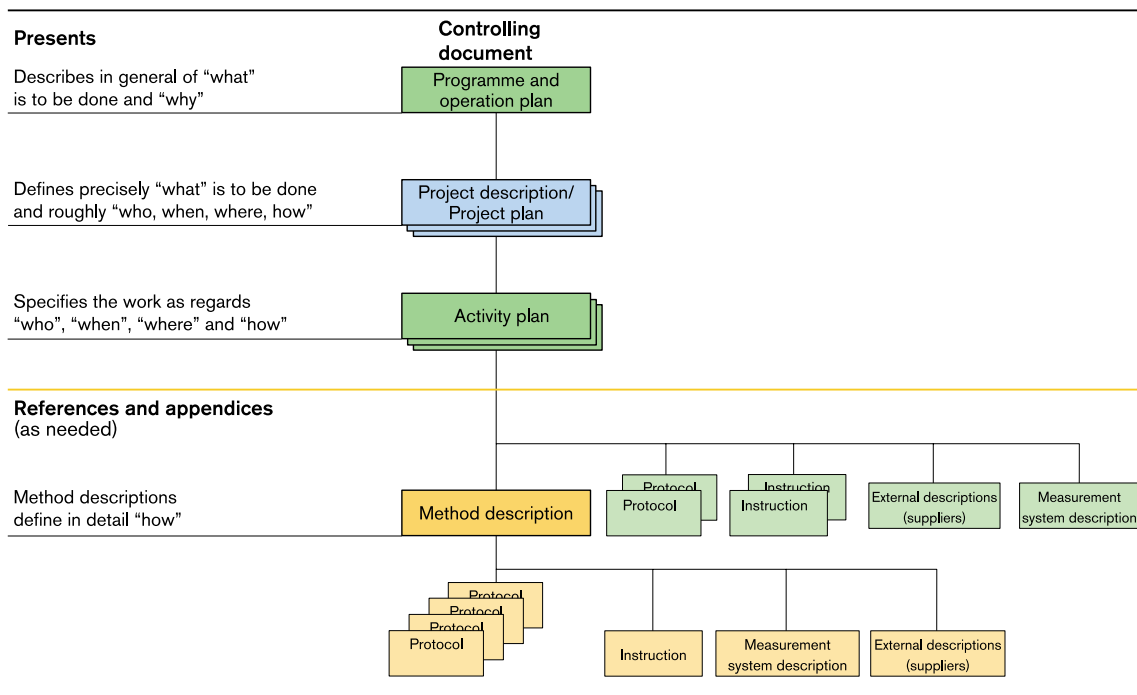 Presents
Controlling
document
Describes in general of “what”
is to be done and “why”
Programme and
operation plan
Defines precisely “what” is to be done
and roughly “who, when, where, how”
Project description/
Project plan
Specifies the work as regards
“who”, “when”, “where” and “how”
Activity plan
References and appendices
(as needed)
Method descriptions
define in detail “how”
Method description
Protocol
Protocol
Instruction
Instruction
External descriptions
(suppliers)
Measurement
system description
Protocol
Protocol
Protocol
Protocol
Instruction
Measurement
system description
External descriptions
(suppliers)